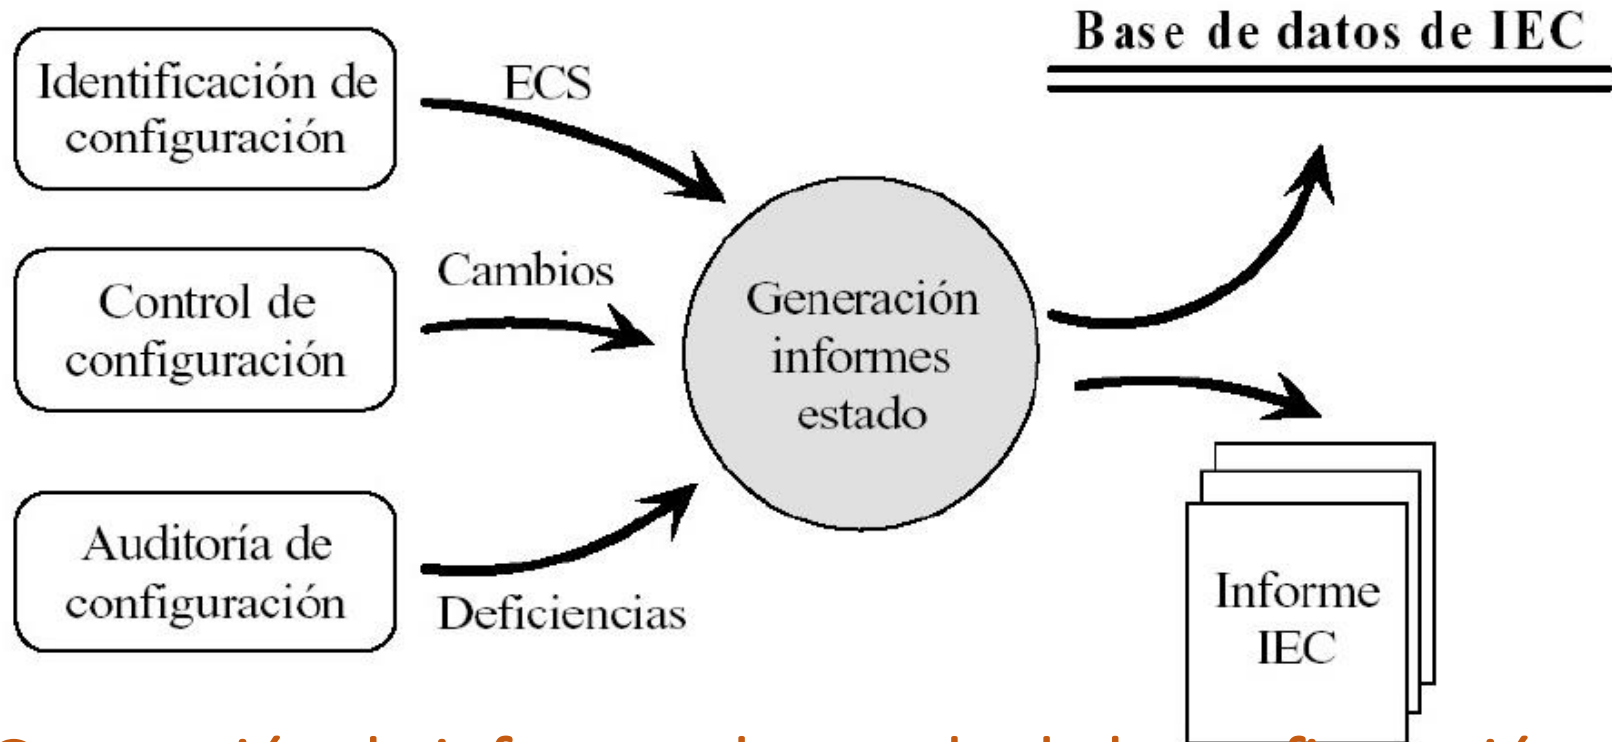 Base de datos de IEC
Identificación de
configuración
ECS
Control de
configuración
Cambios
Auditoría de
configuración
Deficiencias
Generación
informes
estado
Informe
IEC